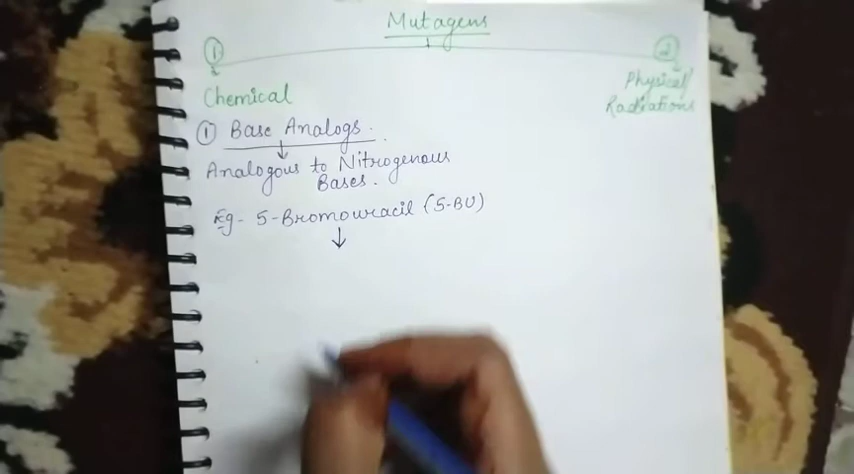 Mutagens
① ②
Chemical
Physical/
Radiations
① Base Analogs.
↓
Analogous to Nitrogenous
Bases.
Eg- 5-Bromouracil (5-BU)
↓